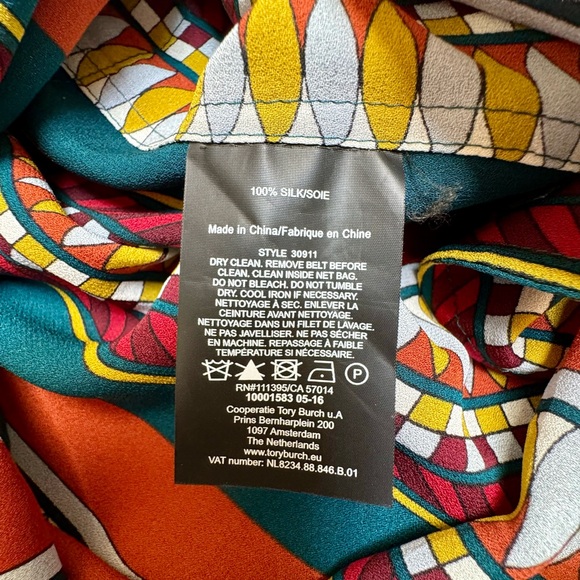 100% SILK/SOIE
Made in China/Fabrique en Chine
STYLE 30911
DRY CLEAN. REMOVE BELT BEFORE
CLEAN. CLEAN INSIDE NET BAG.
DO NOT BLEACH. DO NOT TUMBLE
DRY. COOL IRON IF NECESSARY.
NETTOYAGE À SEC. ENLEVER LA
CEINTURE AVANT NETTOYAGE.
NETTOYAGE DANS UN FILET DE LAVAGE.
NE PAS JAVELLISER. NE PAS SÉCHER
EN MACHINE. REPASSAGE À FAIBLE
TEMPÉRATURE SI NÉCESSAIRE.
P
RN#111395/CA 57014
10001583 05-16
Cooperatie Tory Burch u.A
Prins Bernharplein 200
1097 Amsterdam
The Netherlands
www.toryburch.eu
VAT number: NL8234.88.846.B.01